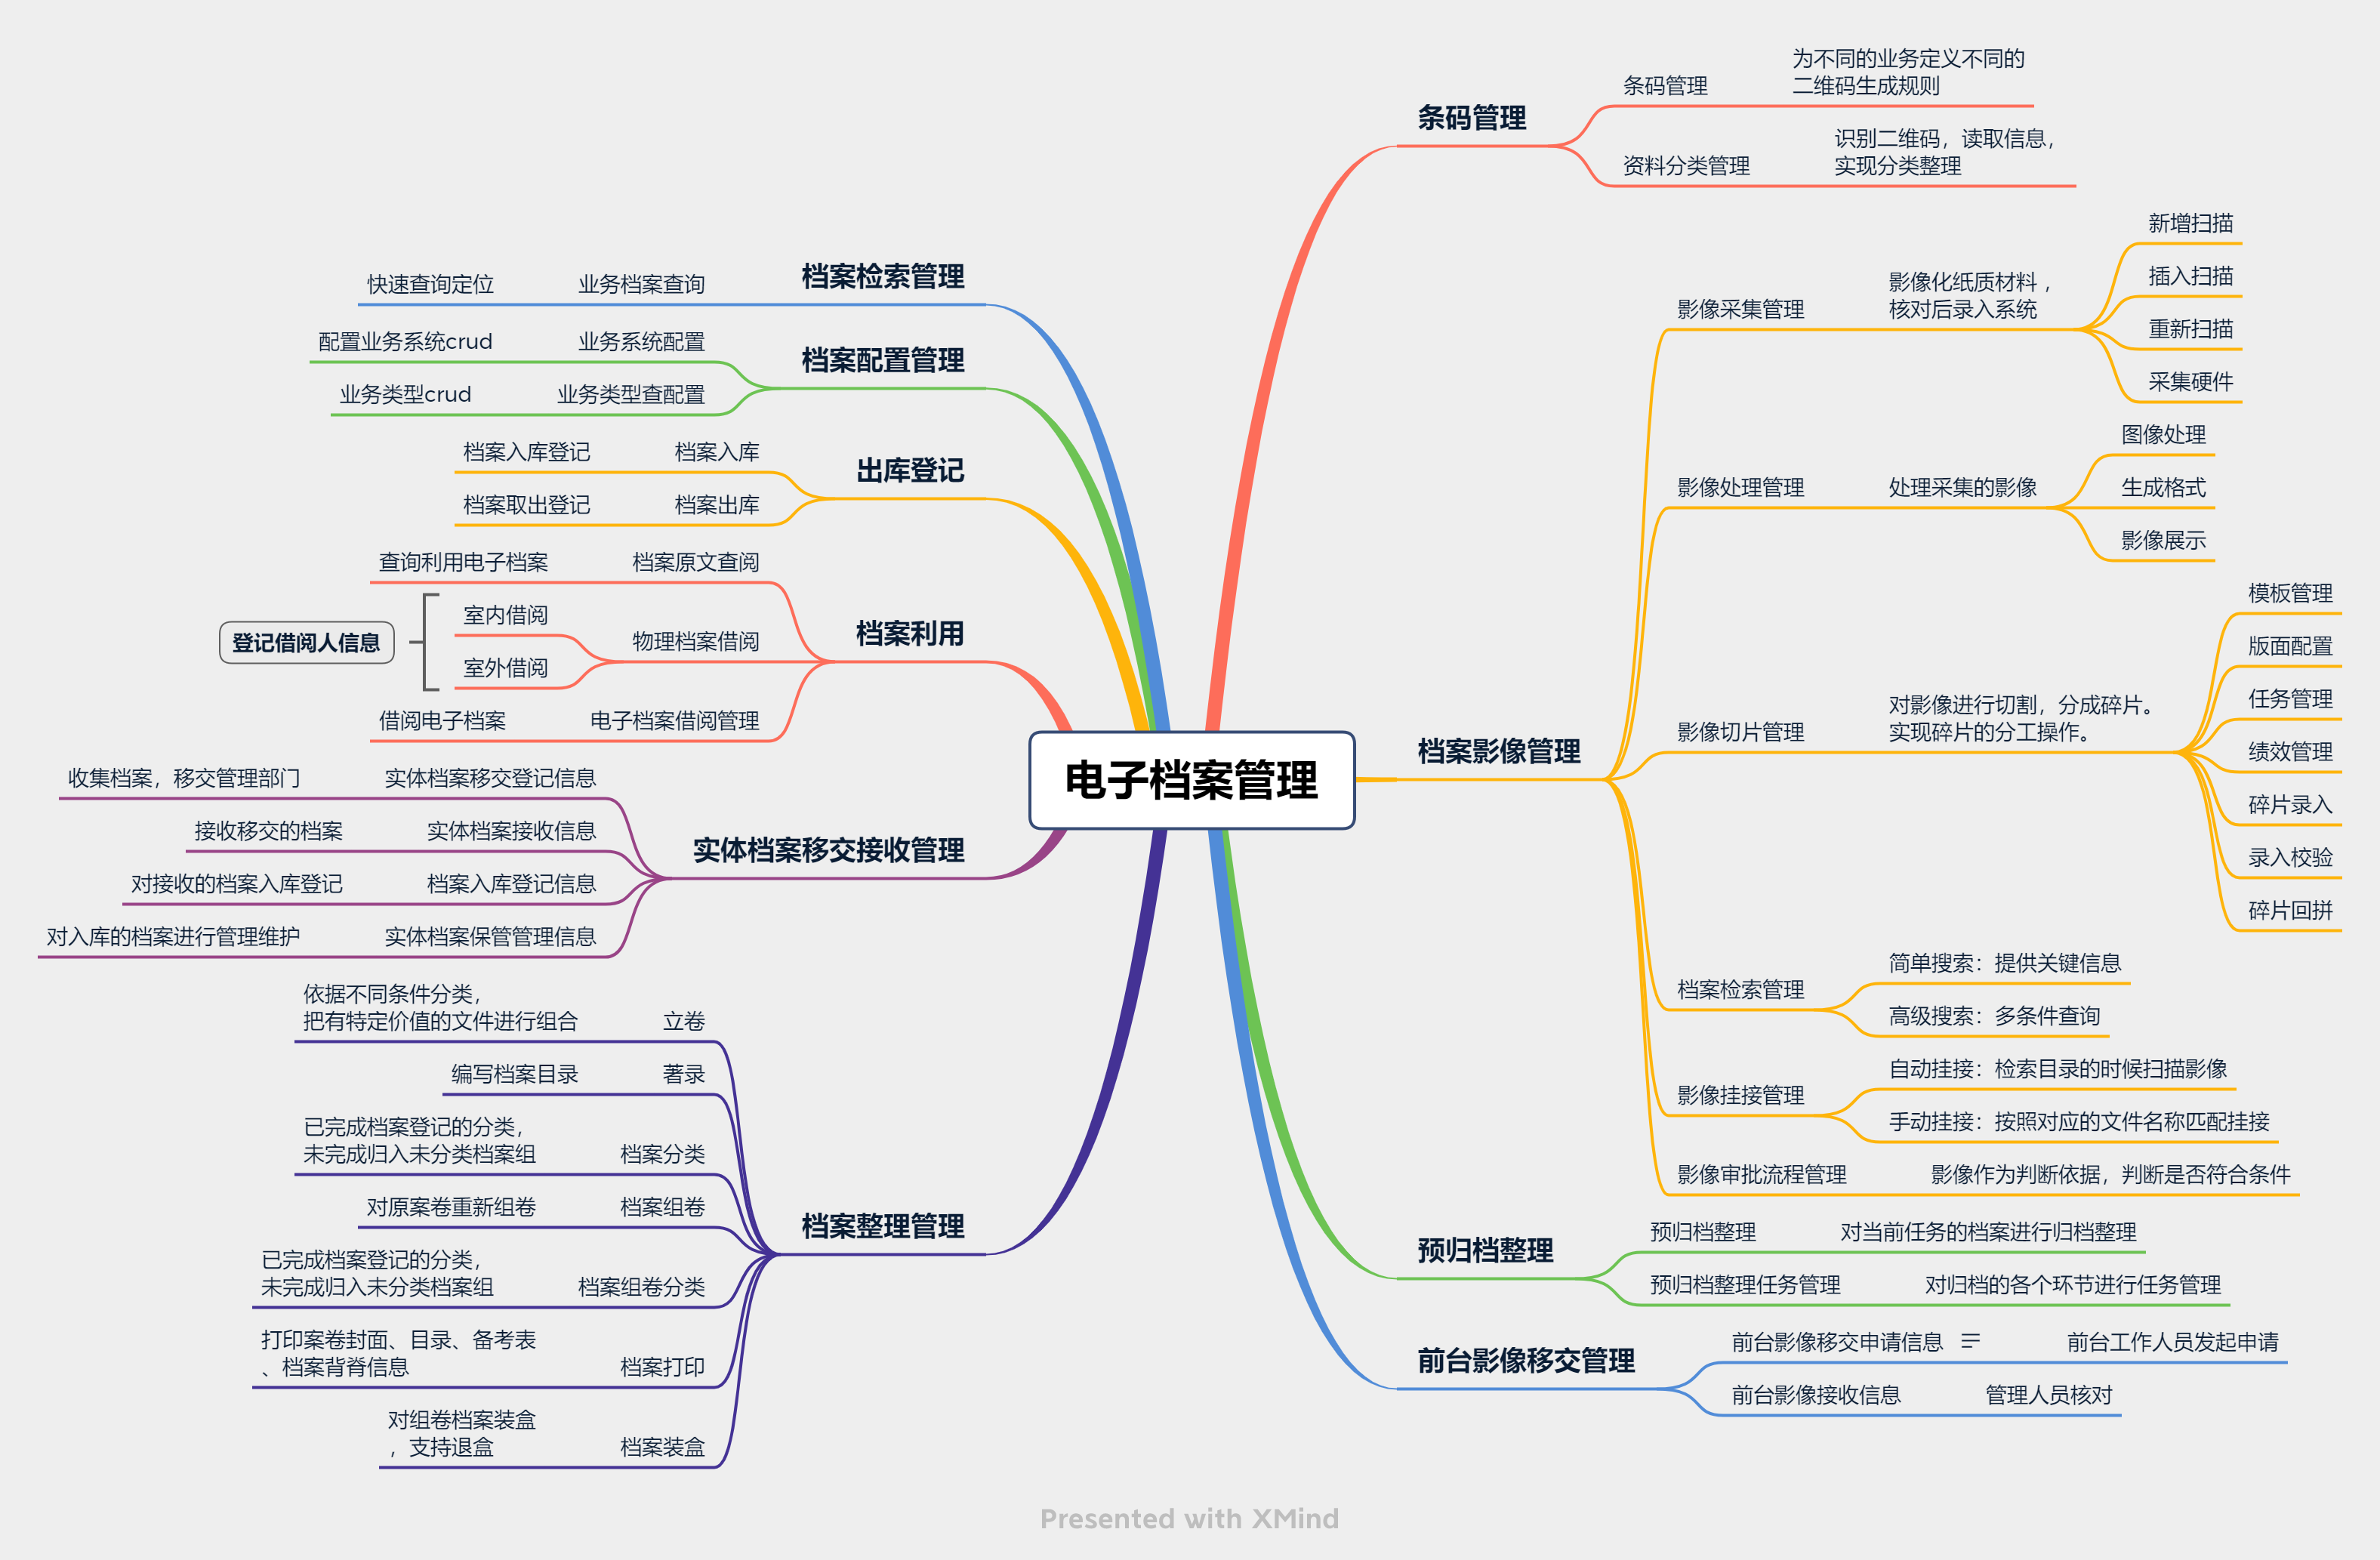 电子档案管理
条码管理
条码管理
为不同的业务定义不同的
二维码生成规则
资料分类管理
识别二维码，读取信息，
实现分类整理
档案影像管理
影像采集管理
影像化纸质材料，
核对后录入系统
新增扫描
插入扫描
重新扫描
采集硬件
影像处理管理
处理采集的影像
图像处理
生成格式
影像展示
影像切片管理
对影像进行切割，分成碎片。
实现碎片的分工操作。
模板管理
版面配置
任务管理
绩效管理
碎片录入
录入校验
碎片回拼
档案检索管理
简单搜索：提供关键信息
高级搜索：多条件查询
影像挂接管理
自动挂接：检索目录的时候扫描影像
手动挂接：按照对应的文件名称匹配挂接
影像审批流程管理
影像作为判断依据，判断是否符合条件
预归档整理
预归档整理
对当前任务的档案进行归档整理
预归档整理任务管理
对归档的各个环节进行任务管理
前台影像移交管理
前台影像移交申请信息
前台工作人员发起申请
前台影像接收信息
管理人员核对
档案检索管理
业务档案查询
快速查询定位
档案配置管理
业务系统配置
配置业务系统crud
业务类型查配置
业务类型crud
出库登记
档案入库
档案入库登记
档案出库
档案取出登记
档案利用
档案原文查阅
查询利用电子档案
物理档案借阅
室内借阅
室外借阅
登记借阅人信息
电子档案借阅管理
借阅电子档案
实体档案移交接收管理
实体档案移交登记信息
收集档案，移交管理部门
实体档案接收信息
接收移交的档案
档案入库登记信息
对接收的档案入库登记
实体档案保管管理信息
对入库的档案进行管理维护
档案整理管理
立卷
依据不同条件分类，
把有特定价值的文件进行组合
著录
编写档案目录
档案分类
已完成档案登记的分类，
未完成归入未分类档案组
档案组卷
对原案卷重新组卷
档案组卷分类
已完成档案登记的分类，
未完成归入未分类档案组
档案打印
打印案卷封面、目录、备考表
、档案背脊信息
档案装盒
对组卷档案装盒
，支持退盒
Presented with XMind